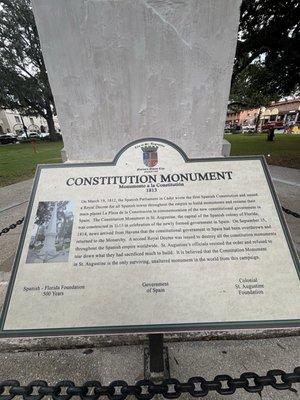 CONSTITUTION MONUMENT
Monumento a la Constitución
1813
On March 19, 1812, the Spanish Parliament in Cadiz wrote the first Spanish Constitution and issued
a Royal Decree for all Spanish towns throughout the empire to build monuments and rename their
main plazas La Plaza de la Constitución in commemoration of the new constitutional government in
Spain. The Constitution Monument in St. Augustine, the capital of the Spanish colony of Florida,
was constructed in 1813 in celebration of the newly formed government in Spain. On September 14,
1814, news arrived from Havana that the constitutional government in Spain had been overthrown and
returned to the Monarchy. A second Royal Decree was issued to destroy all the constitution monuments
throughout the Spanish empire worldwide. St. Augustine's officials resisted the order and refused to
tear down what they had sacrificed much to build. It is believed that the Constitution Monument
in St. Augustine is the only surviving, unaltered monument in the world from this campaign.
Spanish - Florida Foundation
500 Years
Government
of Spain
Colonial
St. Augustine
Foundation